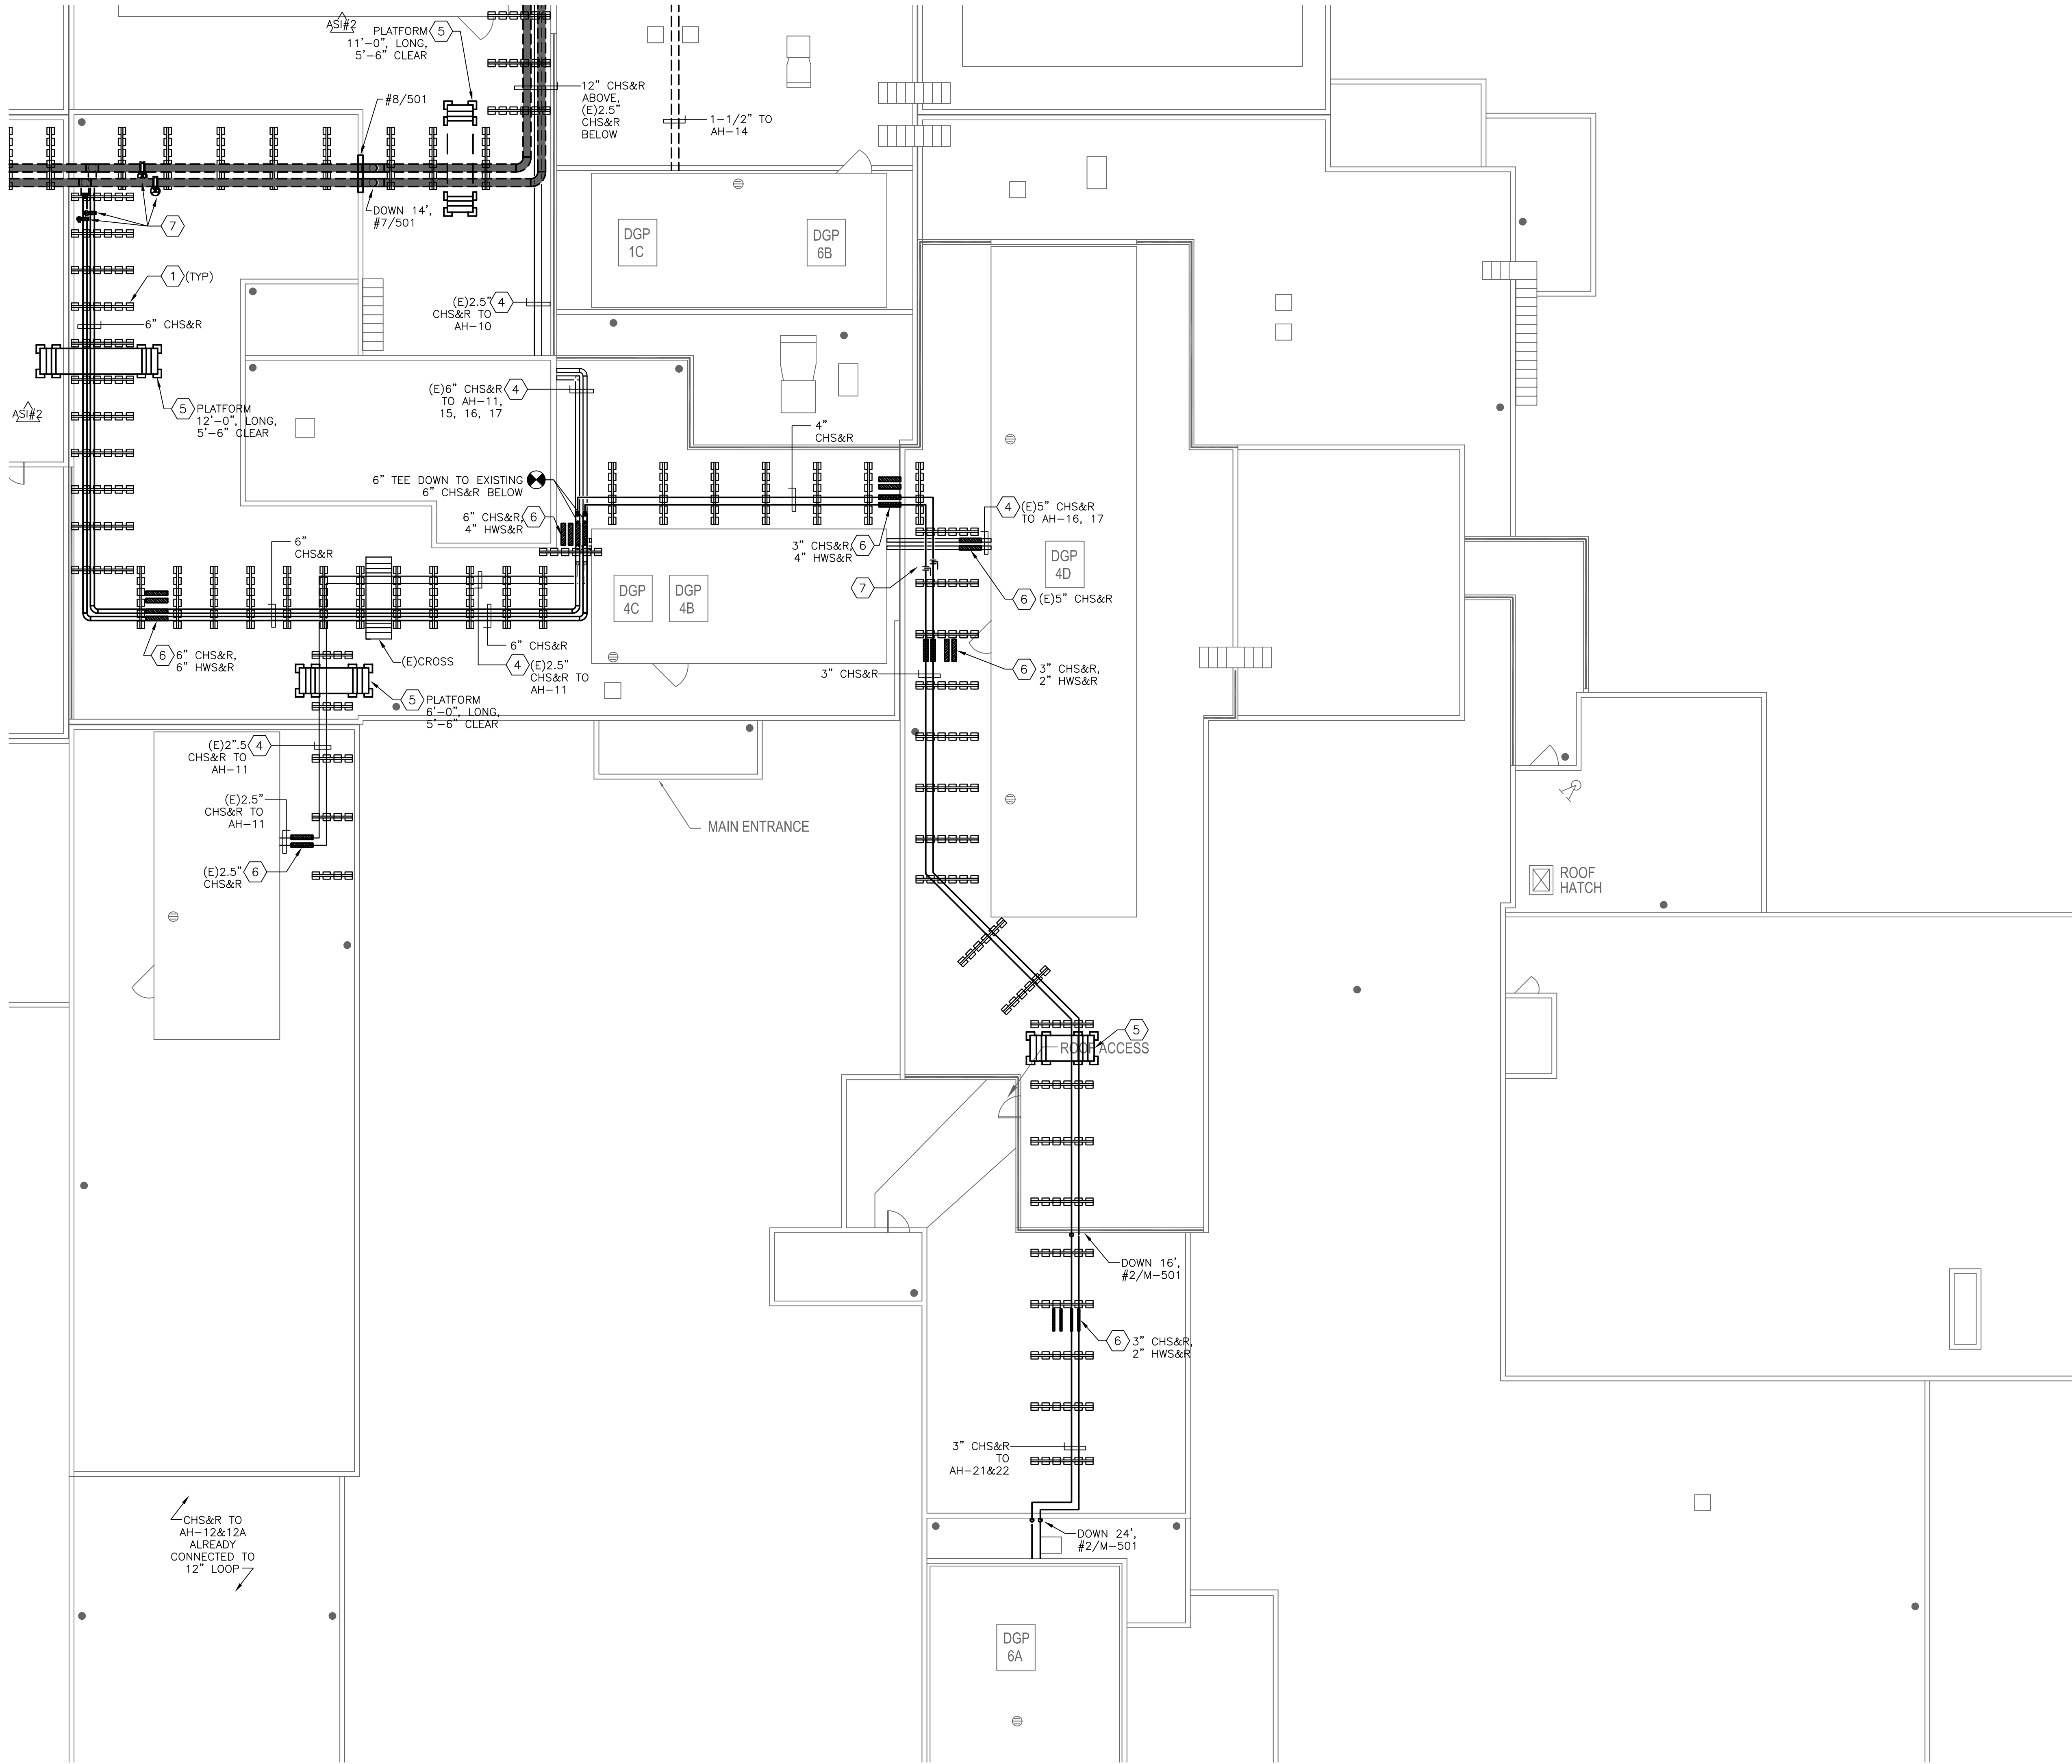 ASI#2
PLATFORM
11'-0", LONG,
5'-6" CLEAR
5
#8/501
12" CHS&R
ABOVE,
(E)2.5"
CHS&R
BELOW
1-1/2" TO
AH-14
DOWN 14',
#7/501
7
DGP
1C
DGP
6B
1
(TYP)
(E)2.5"
CHS&R TO
AH-10
4
6" CHS&R
(E)6" CHS&R
TO AH-11,
15, 16, 17
4
ASI#2
5
PLATFORM
12'-0", LONG,
5'-6" CLEAR
4"
CHS&R
6" TEE DOWN TO EXISTING
6" CHS&R BELOW
6" CHS&R,
4" HWS&R
6
4
(E)5" CHS&R
TO AH-16, 17
6"
CHS&R
3" CHS&R,
4" HWS&R
6
DGP
4D
DGP
4C
DGP
4B
7
6
(E)5" CHS&R
6
6" CHS&R,
6" HWS&R
(E)CROSS
6" CHS&R
4
(E)2.5"
CHS&R TO
AH-11
3" CHS&R
6
3" CHS&R,
2" HWS&R
5
PLATFORM
6'-0", LONG,
5'-6" CLEAR
(E)2".5
CHS&R TO
AH-11
4
(E)2.5"
CHS&R TO
AH-11
MAIN ENTRANCE
(E)2.5"
CHS&R
6
ROOF
HATCH
5
ROOF ACCESS
DOWN 16',
#2/M-501
6
3" CHS&R,
2" HWS&R
3" CHS&R
TO
AH-21&22
CHS&R TO
AH-12&12A
ALREADY
CONNECTED TO
12" LOOP
DOWN 24',
#2/M-501
DGP
6A